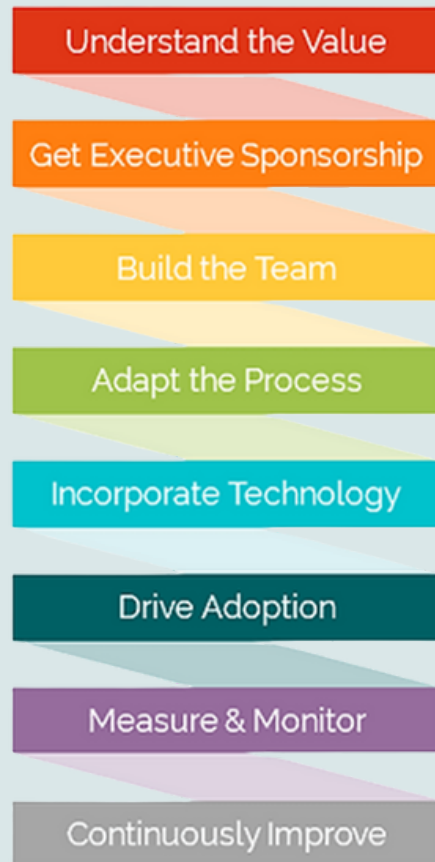 Understand the Value
Get Executive Sponsorship
Build the Team
Adapt the Process
Incorporate Technology
Drive Adoption
Measure & Monitor
Continuously Improve